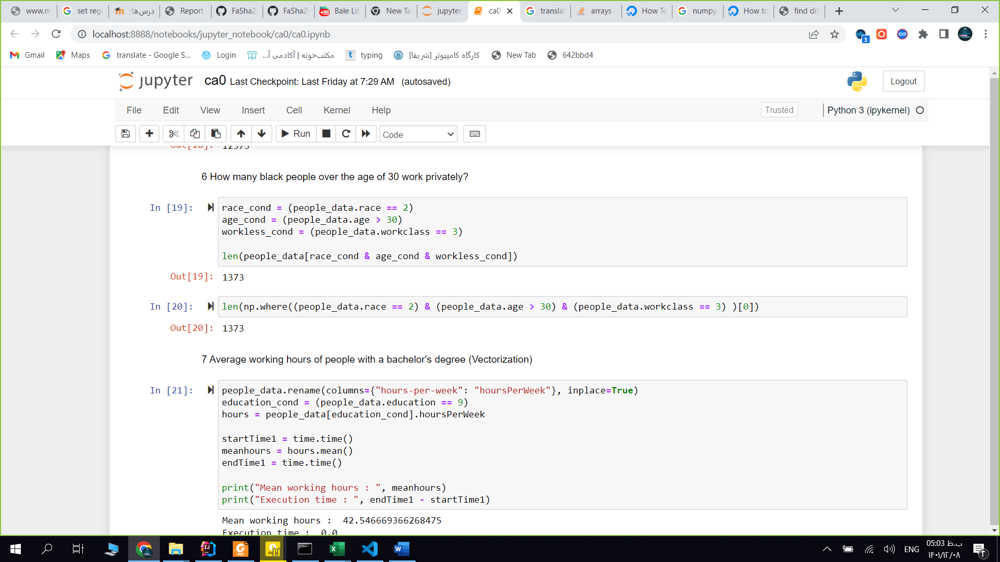 www.m
set rege
درس‌ها
Report
FaSha2
FaSha2
+99
Bale Lit
New Ta
jupyter
ca0
translat
arrays -
How To
numpy
How to
find dif
localhost:8888/notebooks/jupyter_notebook/ca0/ca0.ipynb
3
Gmail
Maps
translate - Google S...
Login
مکتب‌خونه | آکادمی آ...
typing
کارگاه کامپیوتر [شریفا]
New Tab
642bbd4
jupyter
ca0 Last Checkpoint: Last Friday at 7:29 AM (autosaved)
Logout
File
Edit
View
Insert
Cell
Kernel
Help
Trusted
Python 3 (ipykernel)
Run
Code
Out[18]: 12373
6 How many black people over the age of 30 work privately?
In [19]:
race_cond = (people_data.race == 2)
age_cond = (people_data.age > 30)
workless_cond = (people_data.workclass == 3)
len(people_data[race_cond & age_cond & workless_cond])
Out[19]: 1373
In [20]:
len(np.where((people_data.race == 2) & (people_data.age > 30) & (people_data.workclass == 3) )[0])
Out[20]: 1373
7 Average working hours of people with a bachelor's degree (Vectorization)
In [21]:
people_data.rename(columns={"hours-per-week": "hoursPerWeek"}, inplace=True)
education_cond = (people_data.education == 9)
hours = people_data[education_cond].hoursPerWeek
startTime1 = time.time()
meanhours = hours.mean()
endTime1 = time.time()
print("Mean working hours : ", meanhours)
print("Execution time : ", endTime1 - startTime1)
Mean working hours :  42.546669366268475
Execution time :  0.0
ENG
05:03 ب.ظ
۱۴۰۱/۱۲/۰۸
۲